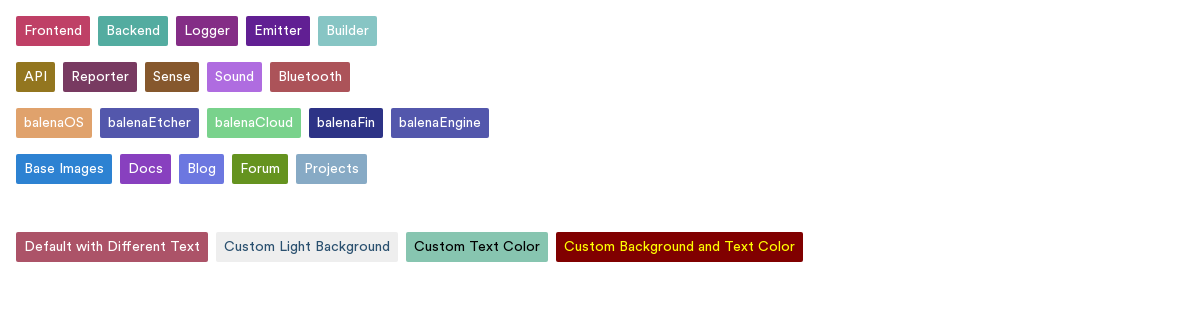 Frontend Backend Logger Emitter Builder
API Reporter Sense Sound Bluetooth
balenaOS balenaEtcher balenaCloud balenaFin balenaEngine
Base Images Docs Blog Forum Projects
Default with Different Text Custom Light Background Custom Text Color Custom Background and Text Color